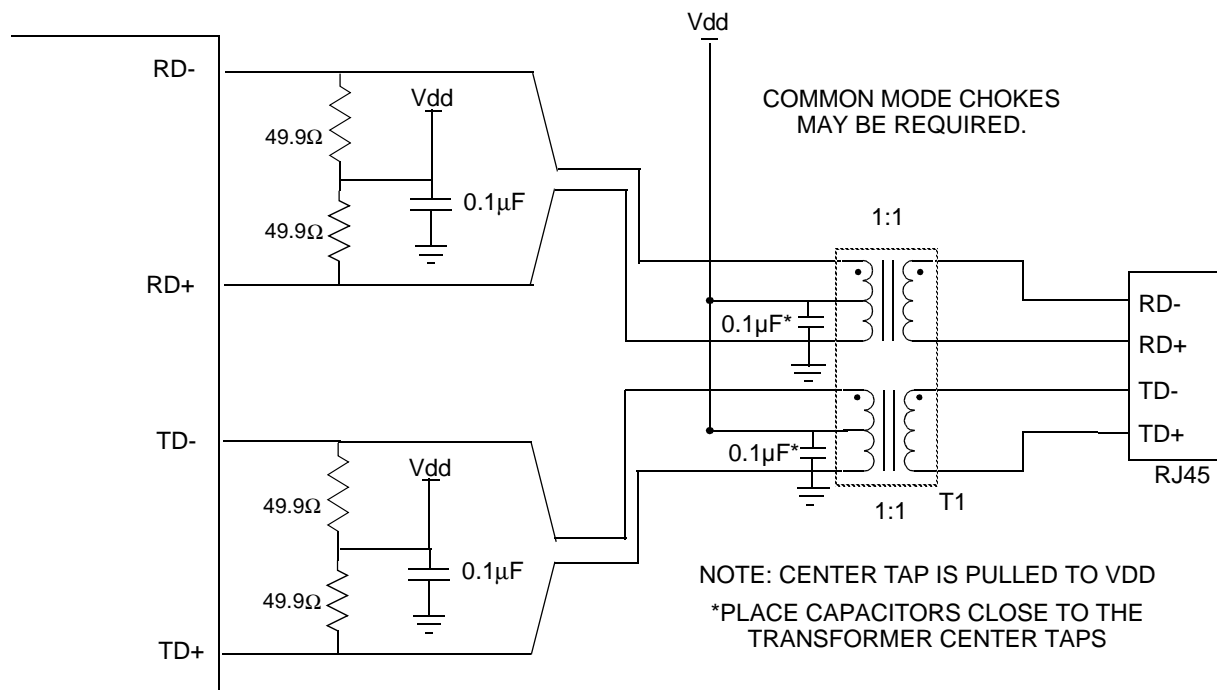 Vdd
RD-
COMMON MODE CHOKES
MAY BE REQUIRED.
Vdd
49.9Ω
0.1µF
49.9Ω
1:1
RD+
RD-
0.1µF*
RD+
TD-
TD-
TD+
Vdd
0.1µF*
RJ45
49.9Ω
1:1
T1
0.1µF
NOTE: CENTER TAP IS PULLED TO VDD
49.9Ω
*PLACE CAPACITORS CLOSE TO THE
TRANSFORMER CENTER TAPS
TD+